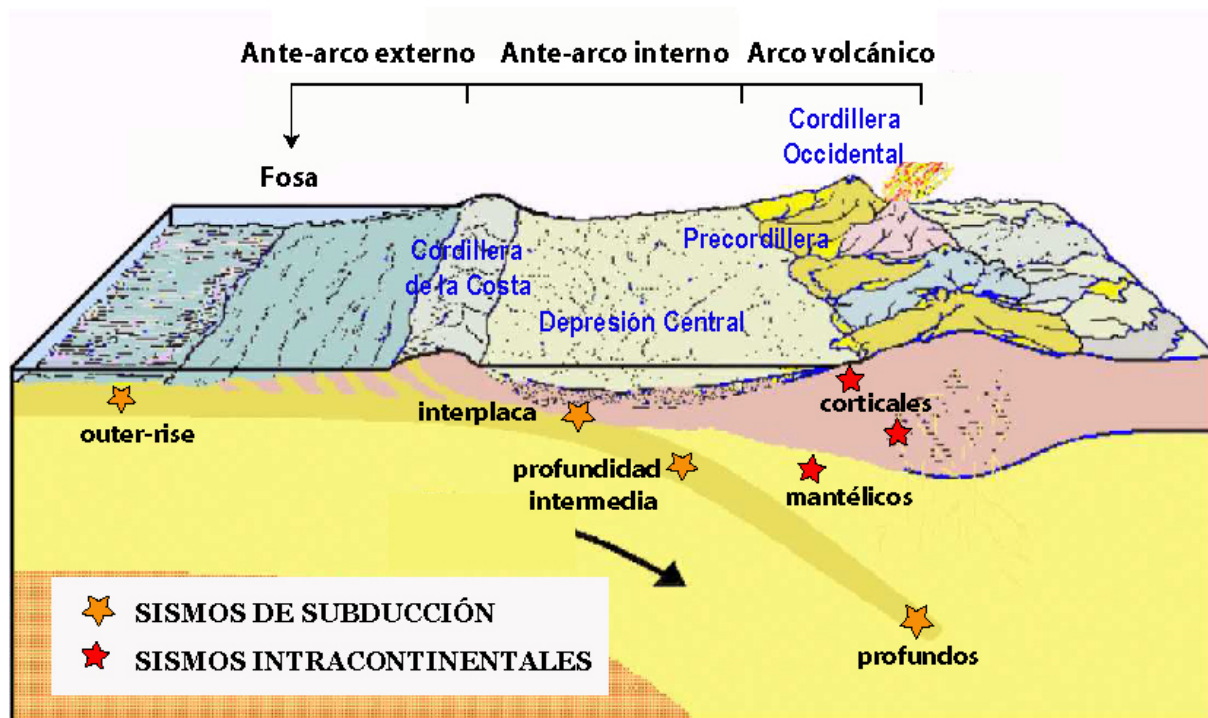 Ante-arco externo Ante-arco interno Arco volcánico
Cordillera
Occidental
Fosa
Precordillera
Cordillera
de la Costa
Depresión Central
interplaca
corticales
outer-rise
profundidad
intermedia
mantélicos
SISMOS DE SUBDUCCIÓN
SISMOS INTRACONTINENTALES
profundos